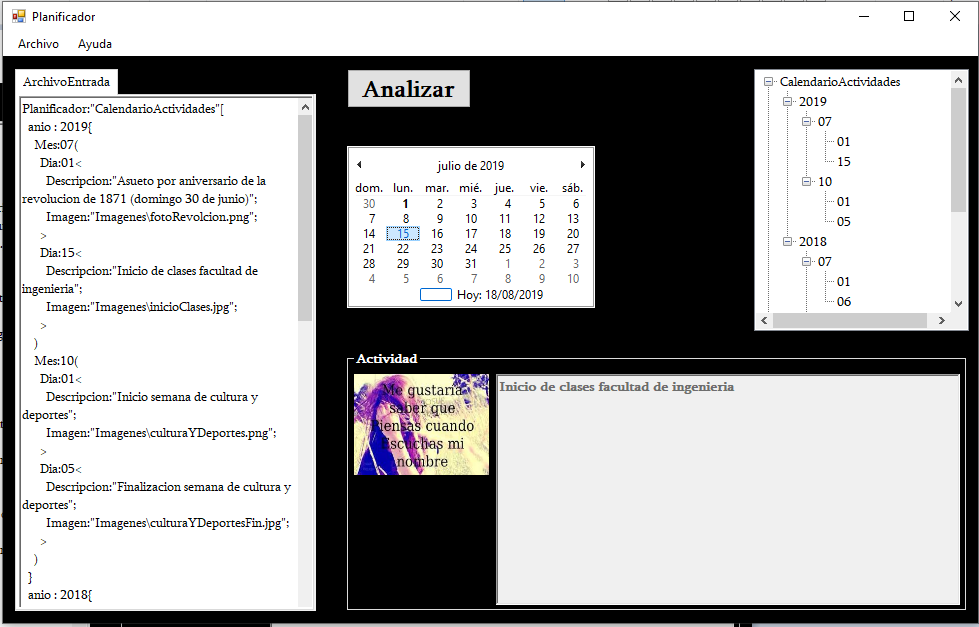 Planificador
Archivo Ayuda
ArchivoEntrada
Planificador:"CalendarioActividades"[
anio : 2019{
Mes:07(
Dia:01<
Descripcion:"Asueto por aniversario de la
revolucion de 1871 (domingo 30 de junio)";
Imagen:"Imagenes\fotoRevolcion.png";
>
Dia:15<
Descripcion:"Inicio de clases facultad de
ingenieria";
Imagen:"Imagenes\inicioClases.jpg";
>
)
Mes:10(
Dia:01<
Descripcion:"Inicio semana de cultura y
deportes";
Imagen:"Imagenes\culturaYDeportes.png";
>
Dia:05<
Descripcion:"Finalizacion semana de cultura y
deportes";
Imagen:"Imagenes\culturaYDeportesFin.jpg";
>
)
}
anio : 2018{
Analizar
julio de 2019
dom. lun. mar. mié. jue. vie. sáb.
30 1 2 3 4 5 6
7 8 9 10 11 12 13
14 15 16 17 18 19 20
21 22 23 24 25 26 27
28 29 30 31 1 2 3
4 5 6 7 8 9 10
Hoy: 18/08/2019
CalendarioActividades
2019
07
01
15
10
01
05
2018
07
01
06
Actividad
Me gustaria
saber que
piensas cuando
Escuchas mi
nombre
Inicio de clases facultad de ingenieria